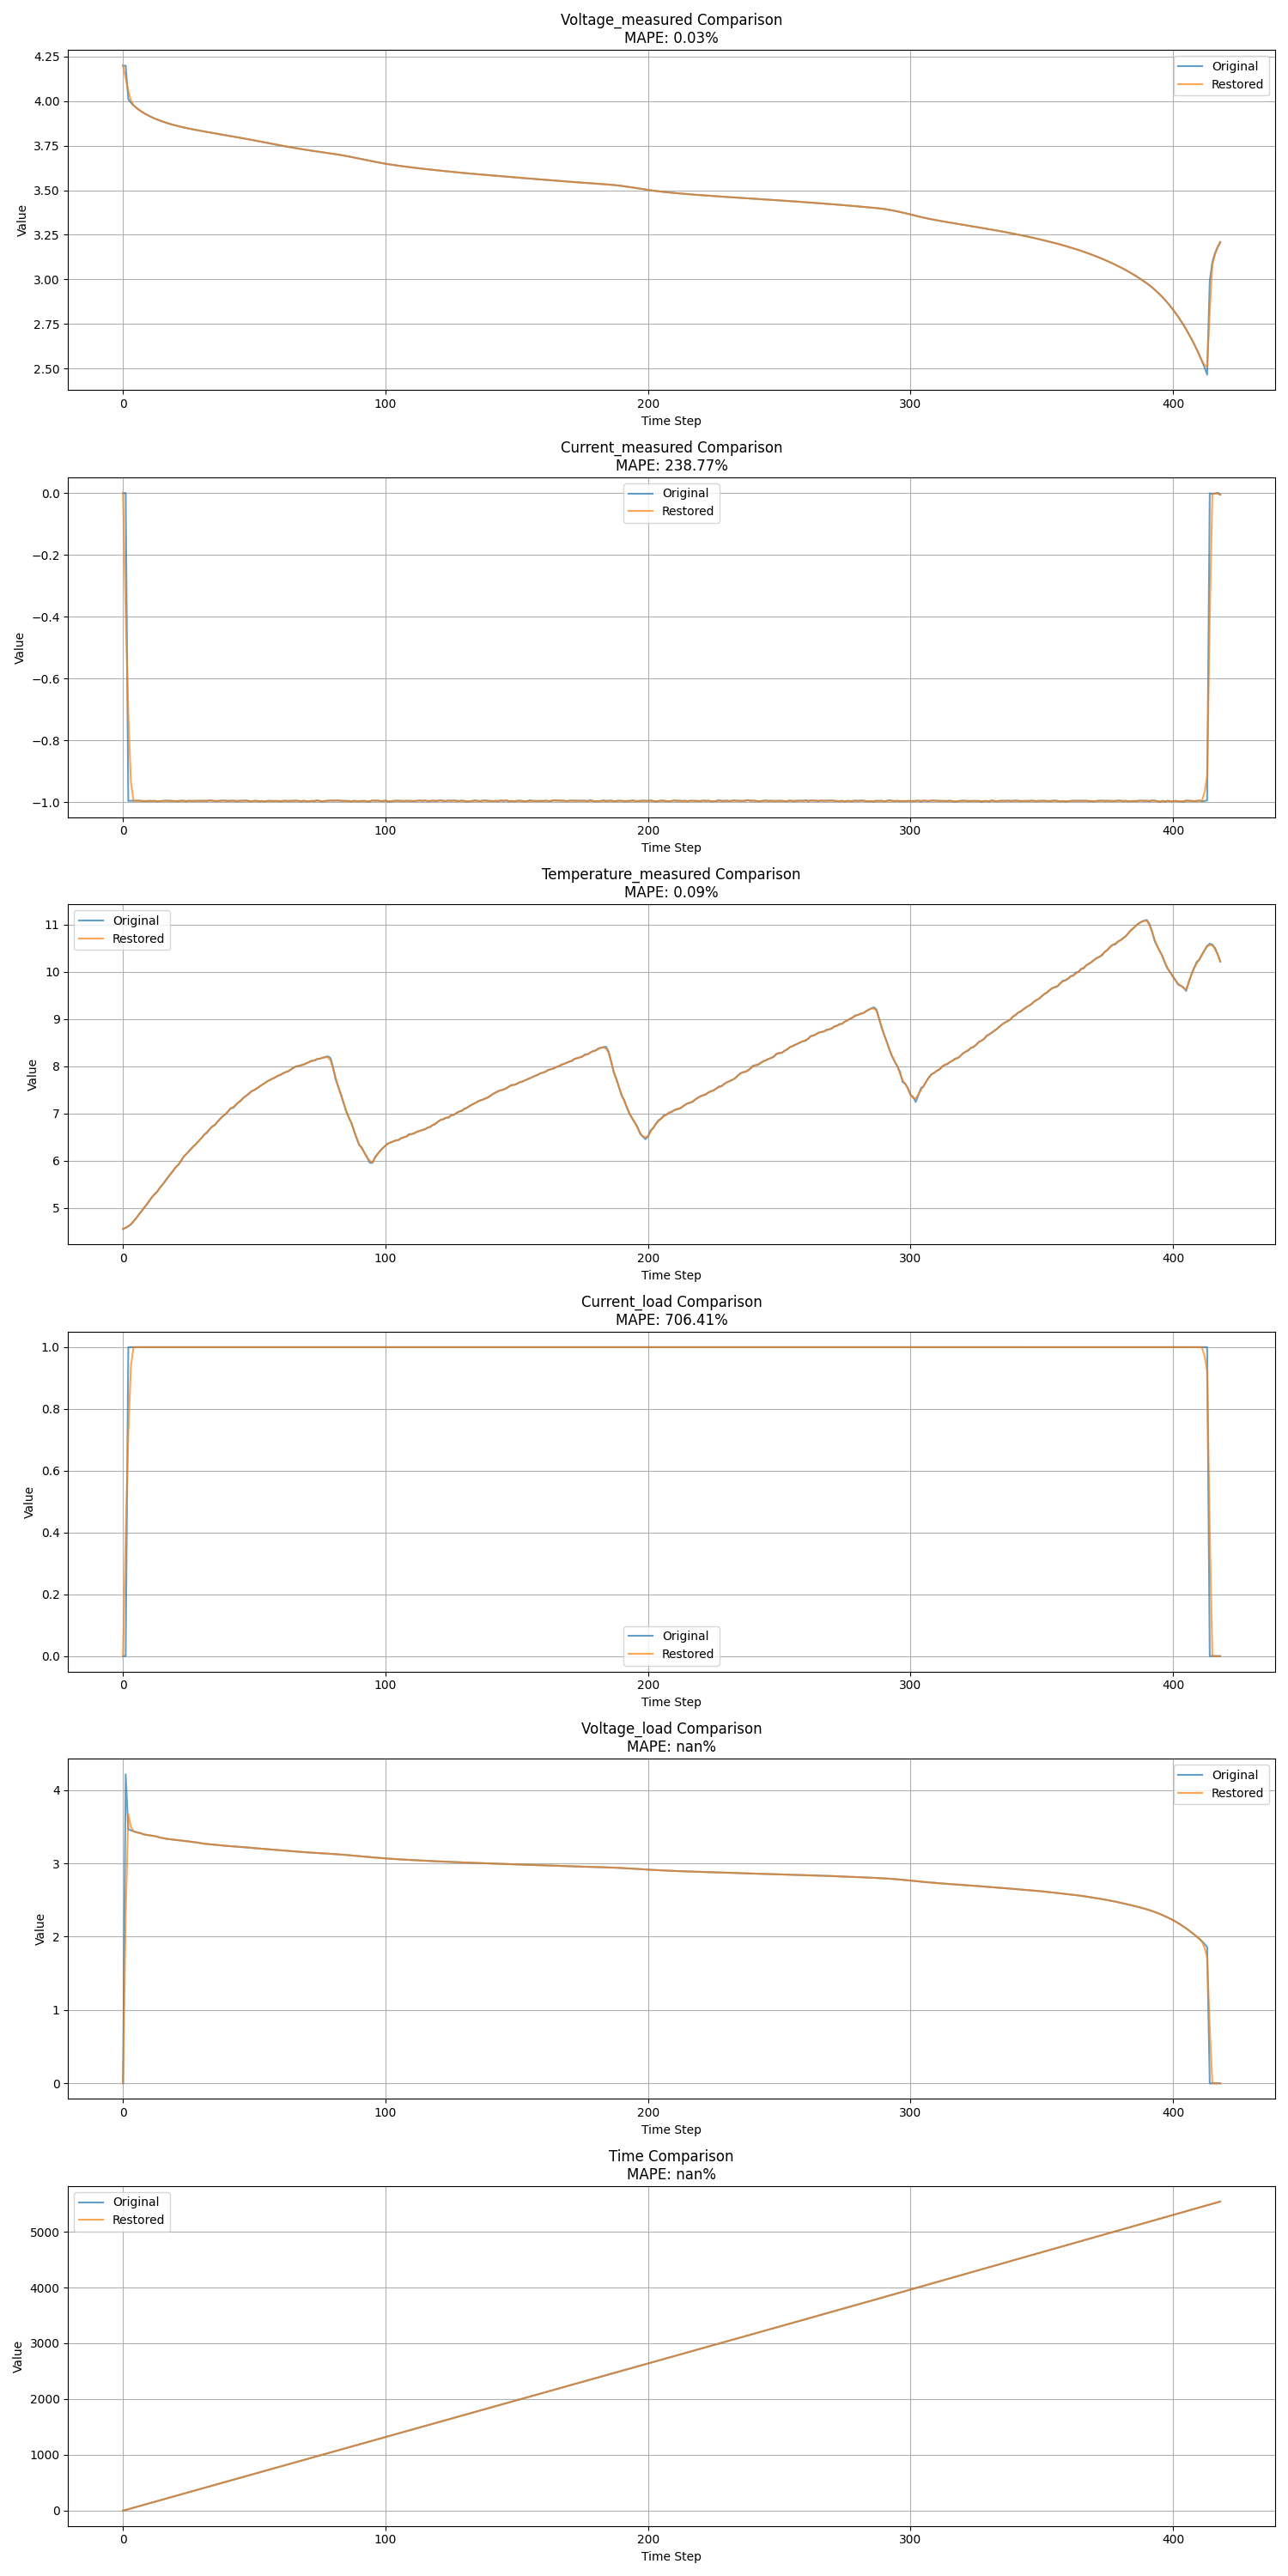 Voltage_measured Comparison
MAPE: 0.03%
4.25
4.00
3.75
3.50
3.25
3.00
2.75
2.50
Value
Original
Restored
0 100 200 300 400
Time Step
Current_measured Comparison
MAPE: 238.77%
0.0
−0.2
−0.4
−0.6
−0.8
−1.0
Value
Original
Restored
0 100 200 300 400
Time Step
Temperature_measured Comparison
MAPE: 0.09%
11
10
9
8
7
6
5
Value
Original
Restored
0 100 200 300 400
Time Step
Current_load Comparison
MAPE: 706.41%
1.0
0.8
0.6
0.4
0.2
0.0
Value
Original
Restored
0 100 200 300 400
Time Step
Voltage_load Comparison
MAPE: nan%
4
3
2
1
0
Value
Original
Restored
0 100 200 300 400
Time Step
Time Comparison
MAPE: nan%
5000
4000
3000
2000
1000
0
Value
Original
Restored
0 100 200 300 400
Time Step